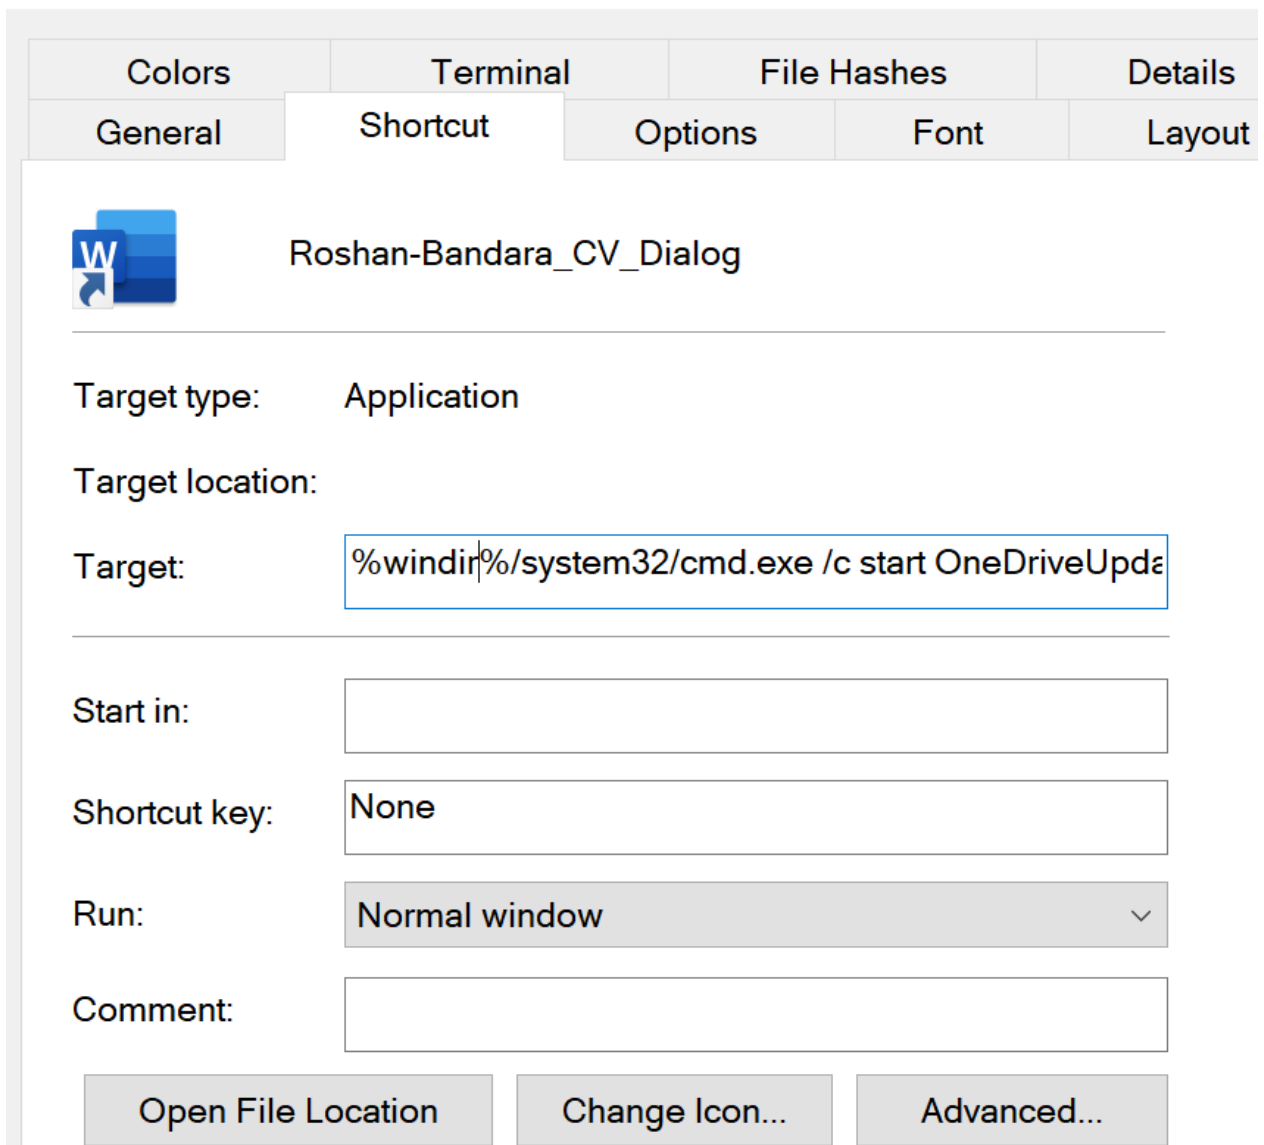 Colors Terminal File Hashes Details
General Shortcut Options Font Layout
W
Roshan-Bandara_CV_Dialog
Target type: Application
Target location:
Target: %windir%/system32/cmd.exe /c start OneDriveUpda
Start in:
Shortcut key: None
Run: Normal window
Comment:
Open File Location Change Icon... Advanced...